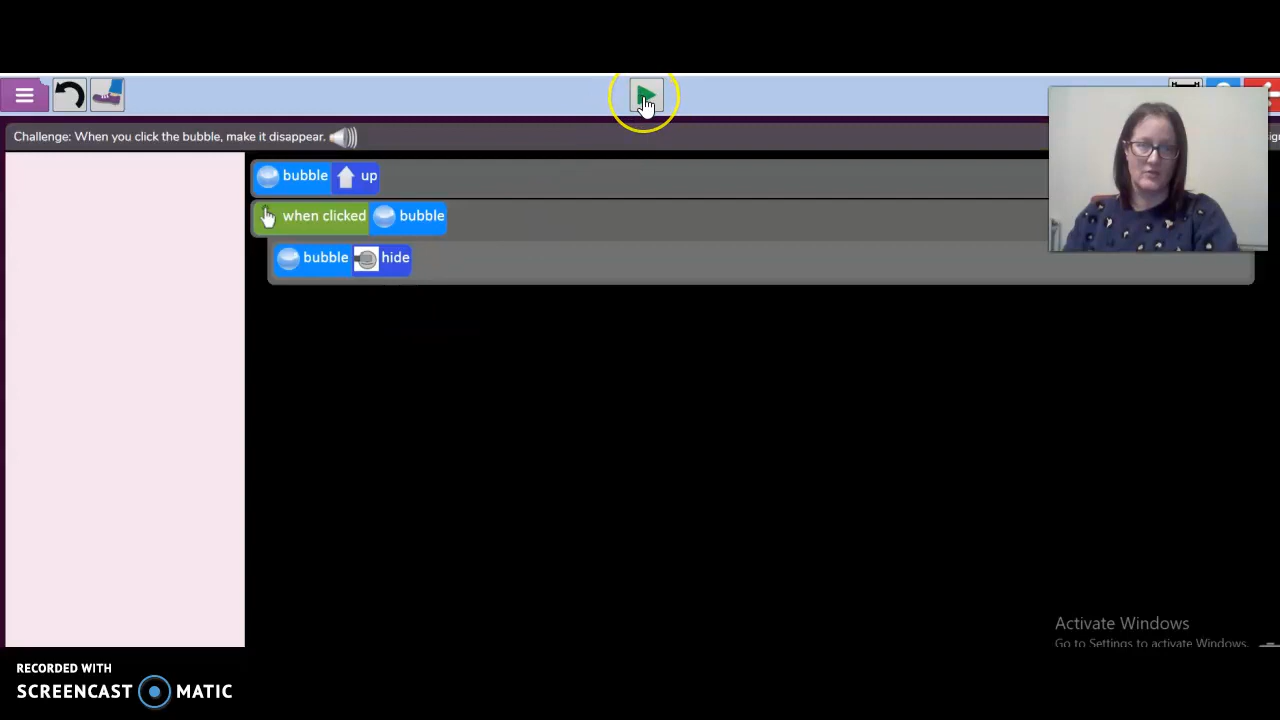 Challenge: When you click the bubble, make it disappear.
bubble up
when clicked bubble
bubble hide
Activate Windows
Go to Settings to activate Windows.
RECORDED WITH
SCREENCAST MATIC